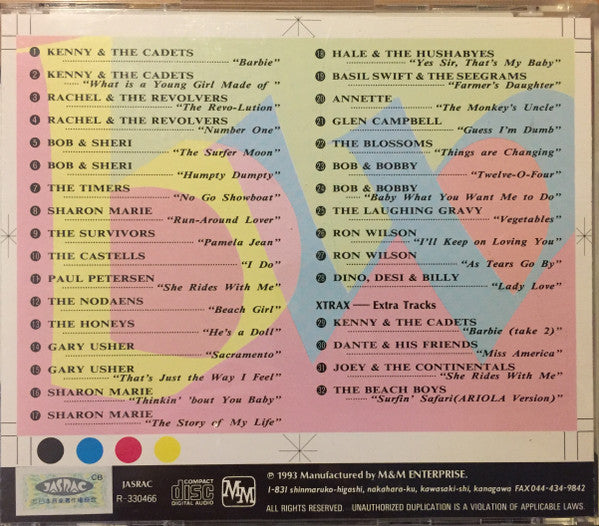 1 KENNY & THE CADETS
"Barbie"
2 KENNY & THE CADETS
"What is a Young Girl Made of "
3 RACHEL & THE REVOLVERS
"The Revo-Lution"
4 RACHEL & THE REVOLVERS
"Number One"
5 BOB & SHERI
"The Surfer Moon"
6 BOB & SHERI
"Humpty Dumpty"
7 THE TIMERS
"No Go Showboat"
8 SHARON MARIE
"Run-Around Lover"
9 THE SURVIVORS
"Pamela Jean"
10 THE CASTELLS
"I Do"
11 PAUL PETERSEN
"She Rides With Me"
12 THE NODAENS
"Beach Girl"
13 THE HONEYS
"He's a Doll"
14 GARY USHER
"Sacramento"
15 GARY USHER
"That's Just the Way I Feel"
16 SHARON MARIE
"Thinkin' 'bout You Baby"
17 SHARON MARIE
"The Story of My Life"
18 HALE & THE HUSHABYES
"Yes Sir, That's My Baby"
19 BASIL SWIFT & THE SEEGRAMS
"Farmer's Daughter"
20 ANNETTE
"The Monkey's Uncle"
21 GLEN CAMPBELL
"Guess I'm Dumb"
22 THE BLOSSOMS
"Things are Changing"
23 BOB & BOBBY
"Twelve-O-Four"
24 BOB & BOBBY
"Baby What You Want Me to Do"
25 THE LAUGHING GRAVY
"Vegetables"
26 RON WILSON
"I'll Keep on Loving You"
27 RON WILSON
"As Tears Go By"
28 DINO, DESI & BILLY
"Lady Love"
XTRAX — Extra Tracks
29 KENNY & THE CADETS
"Barbie (take 2)"
30 DANTE & HIS FRIENDS
"Miss America"
31 JOEY & THE CONTINENTALS
"She Rides With Me"
32 THE BEACH BOYS
"Surfin' Safari(ARIOLA Version)"
CB
JASRAC
JASRAC
R-330466
COMPACT
disc
DIGITAL AUDIO
MM
℗ 1993 Manufactured by M&M ENTERPRISE.
1-831 shinmaruko-higashi, nakahara-ku, kawasaki-shi, kanagawa FAX044-434-9842
ALL RIGHTS RESERVED. UNAUTHORIZED DUPLICATION IS A VIOLATION OF APPLICABLE LAWS.